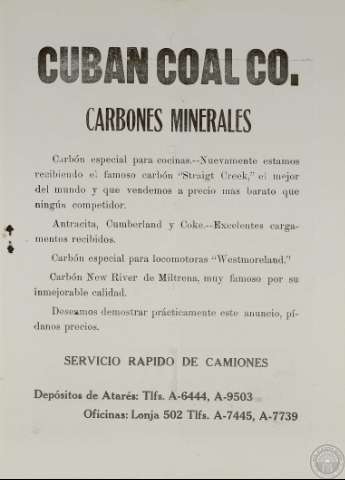 CUBAN COAL CO.
CARBONES MINERALES
Carbón especial para cocinas.--Nuevamente estamos
recibiendo el famoso carbón "Straigt Creek," el mejor
del mundo y que vendemos a precio mas barato que
ningún competidor.
Antracita, Cumberland y Coke.--Excelentes carga-
mentos recibidos.
Carbón especial para locomotoras "Westmoreland."
Carbón New River de Miltrena, muy famoso por su
inmejorable calidad.
Deseamos demostrar prácticamente este anuncio, pí-
danos precios.
SERVICIO RAPIDO DE CAMIONES
Depósitos de Atarés: Tlfs. A-6444, A-9503
Oficinas: Lonja 502 Tlfs. A-7445, A-7739